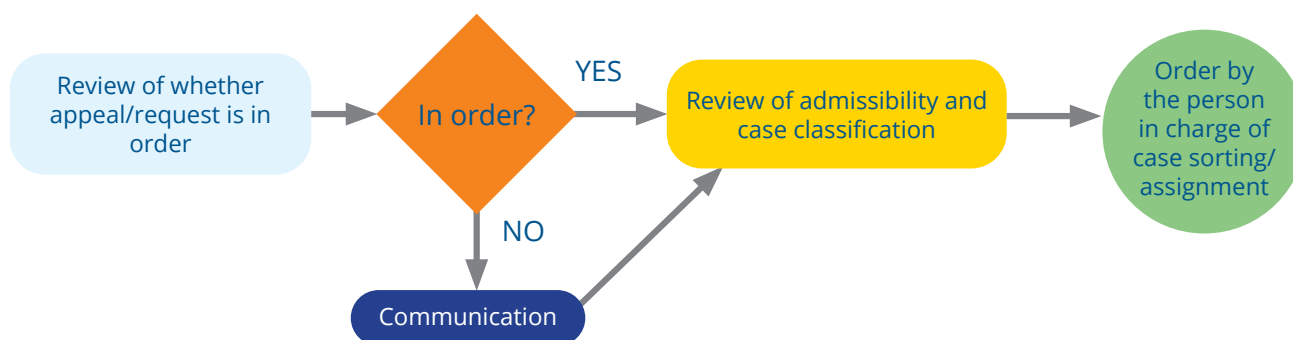 Review of whether
appeal/request is in
order
In order?
YES
NO
Communication
Review of admissibility and
case classification
Order by
the person
in charge of
case sorting/
assignment